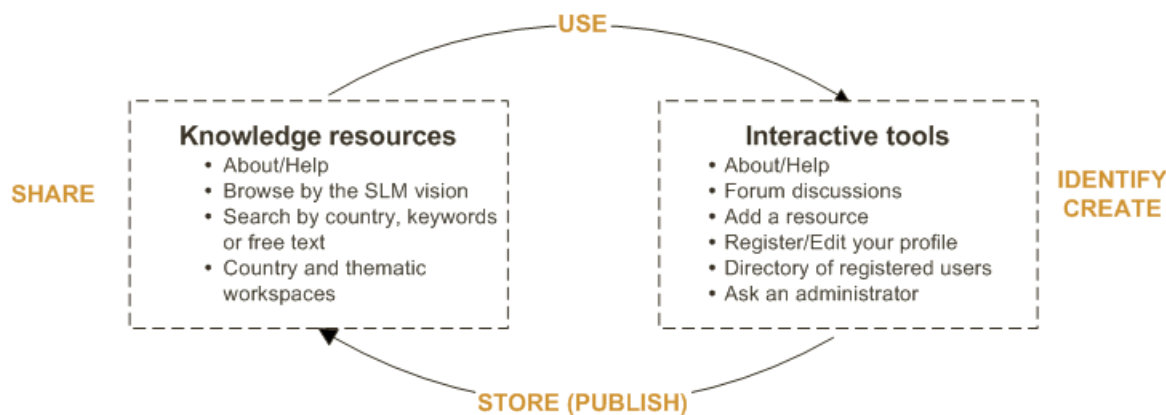 USE
Knowledge resources
• About/Help
• Browse by the SLM vision
• Search by country, keywords
or free text
• Country and thematic
workspaces
SHARE
Interactive tools
• About/Help
• Forum discussions
• Add a resource
• Register/Edit your profile
• Directory of registered users
• Ask an administrator
IDENTIFY
CREATE
STORE (PUBLISH)